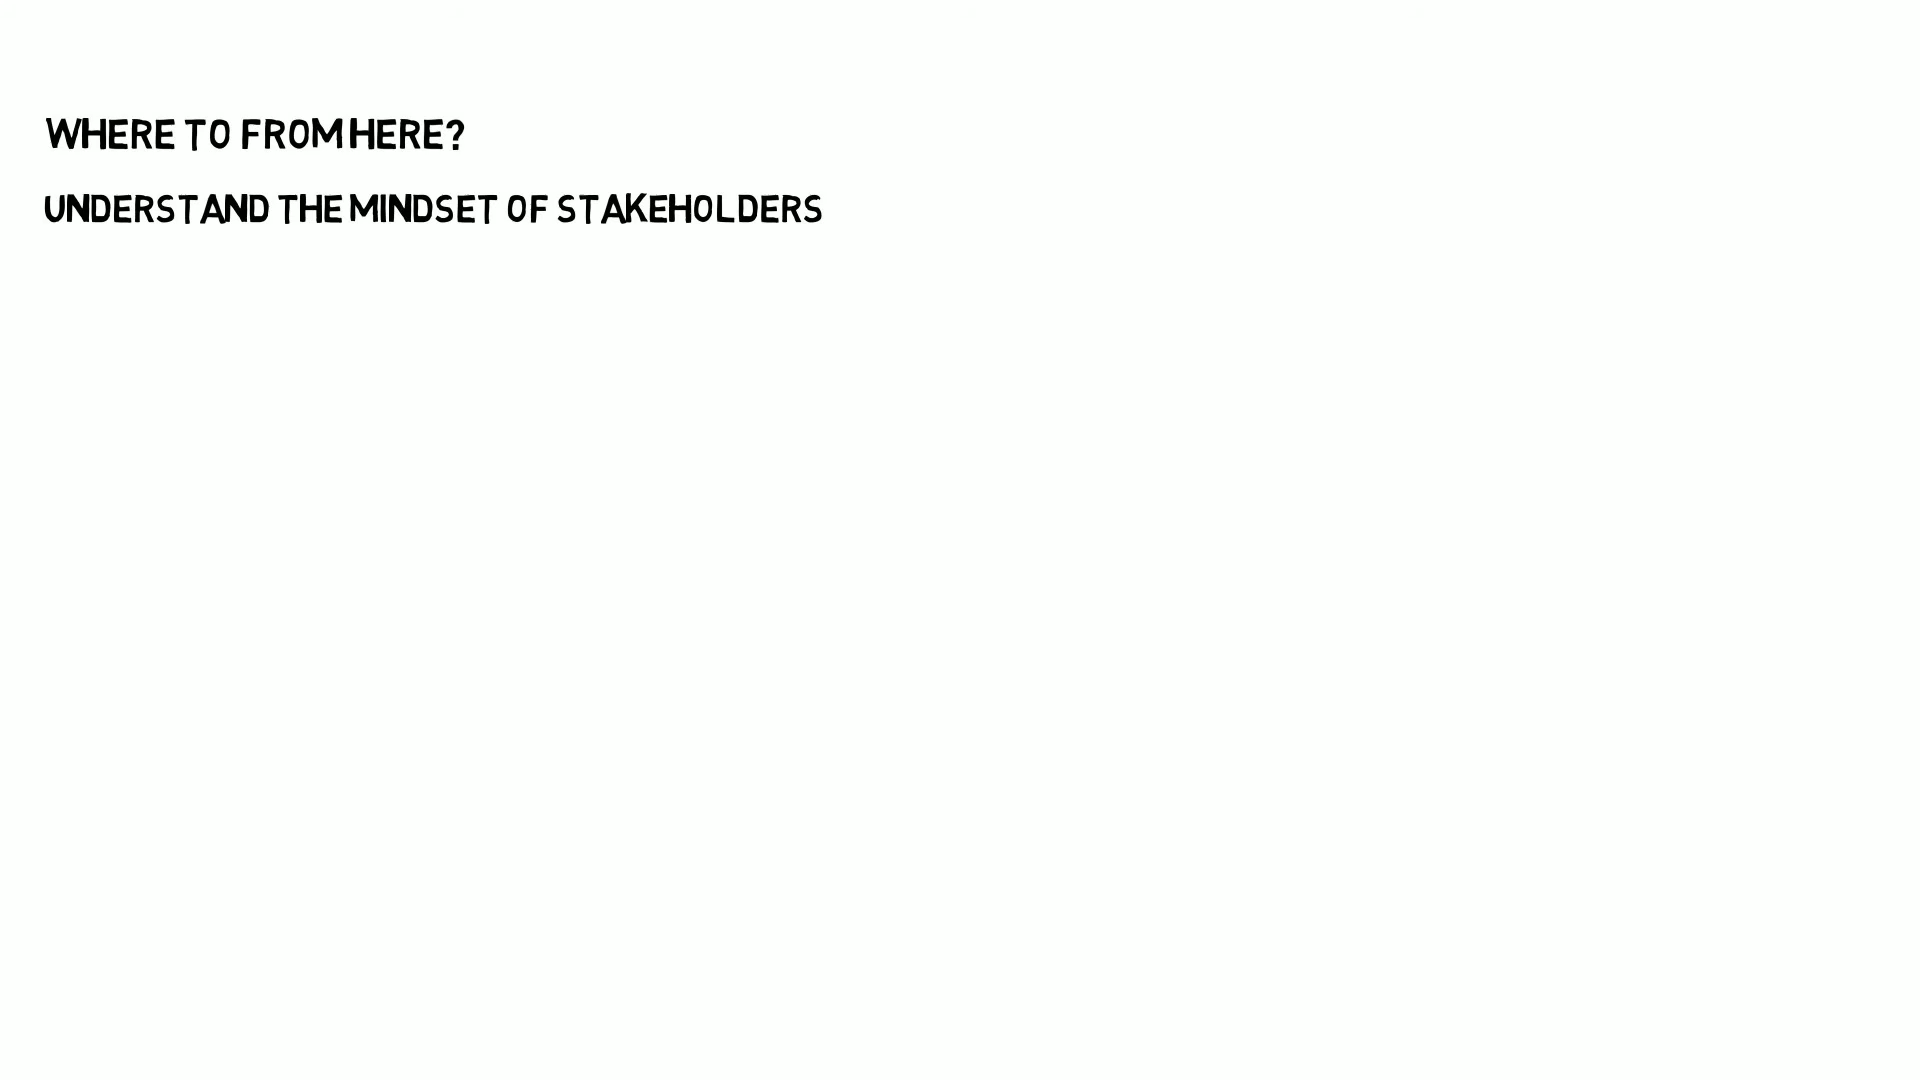 WHERE TO FROM HERE?
UNDERSTAND THE MINDSET OF STAKEHOLDERS